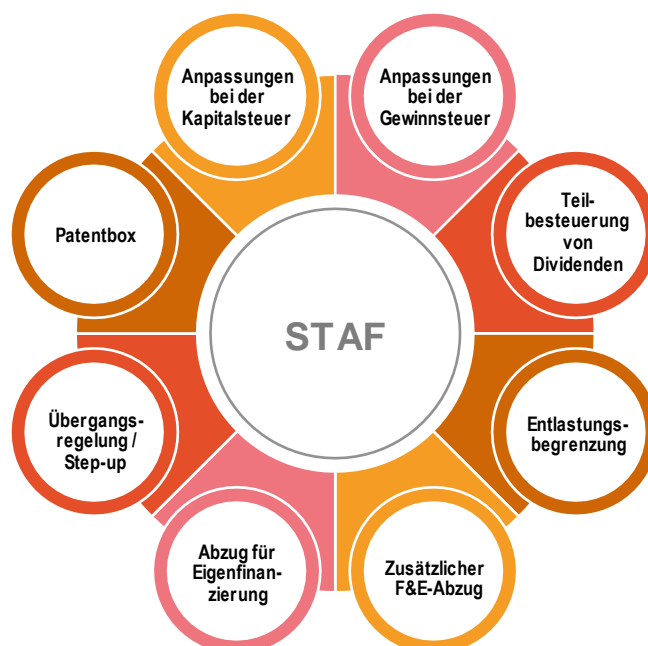 Anpassungen
bei der
Kapitalsteuer
Anpassungen
bei der
Gewinnsteuer
Patentbox
Teil-
besteuerung
von
Dividenden
STAF
Übergangs-
regelung /
Step-up
Entlastungs-
begrenzung
Abzug für
Eigenfinan-
zierung
Zusätzlicher
F&E-Abzug